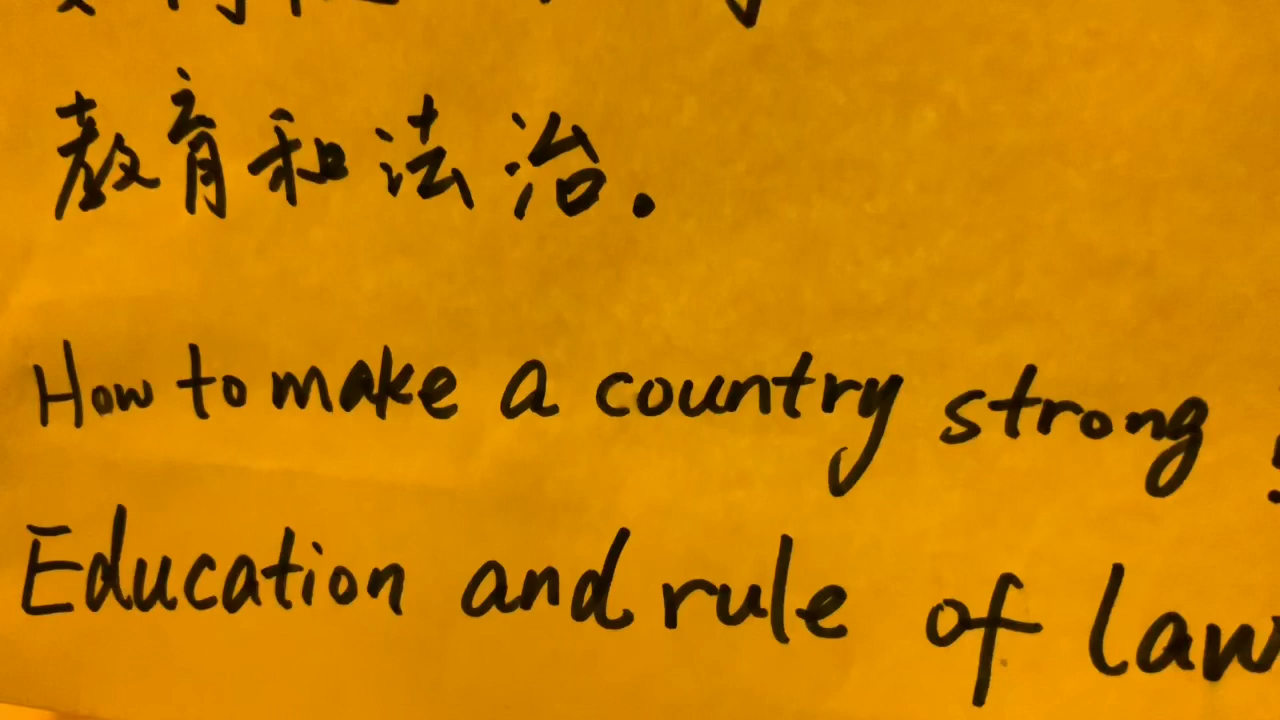 教育和法治.
How to make a country strong
Education and rule of law